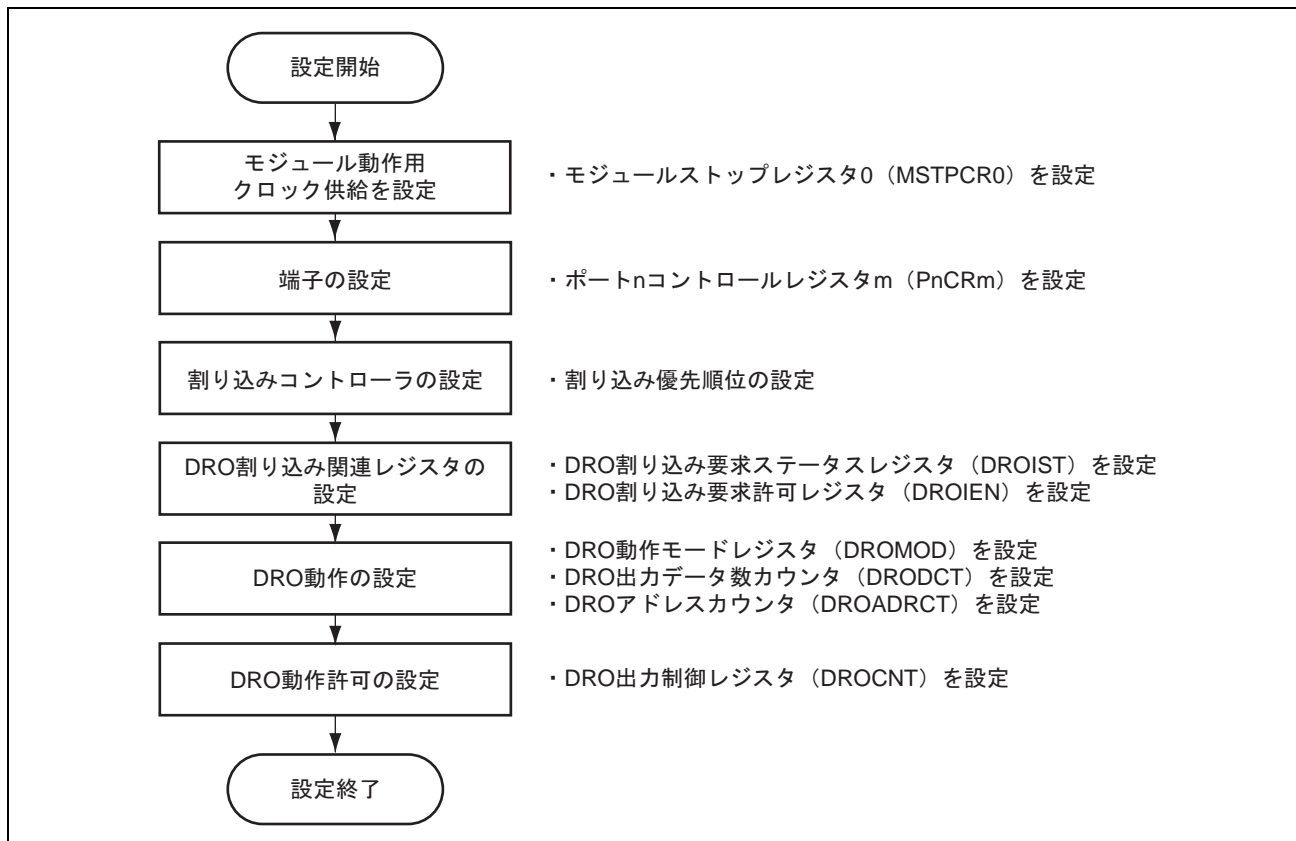 設定開始
モジュール動作用
クロック供給を設定
・モジュールストップレジスタ0（MSTPCR0）を設定
端子の設定
・ポートnコントロールレジスタm（PnCRm）を設定
割り込みコントローラの設定
・割り込み優先順位の設定
DRO割り込み関連レジスタの
設定
・DRO割り込み要求ステータスレジスタ（DROIST）を設定
・DRO割り込み要求許可レジスタ（DROIEN）を設定
DRO動作の設定
・DRO動作モードレジスタ（DROMOD）を設定
・DRO出力データ数カウンタ（DRODCT）を設定
・DROアドレスカウンタ（DROADRCT）を設定
DRO動作許可の設定
・DRO出力制御レジスタ（DROCNT）を設定
設定終了